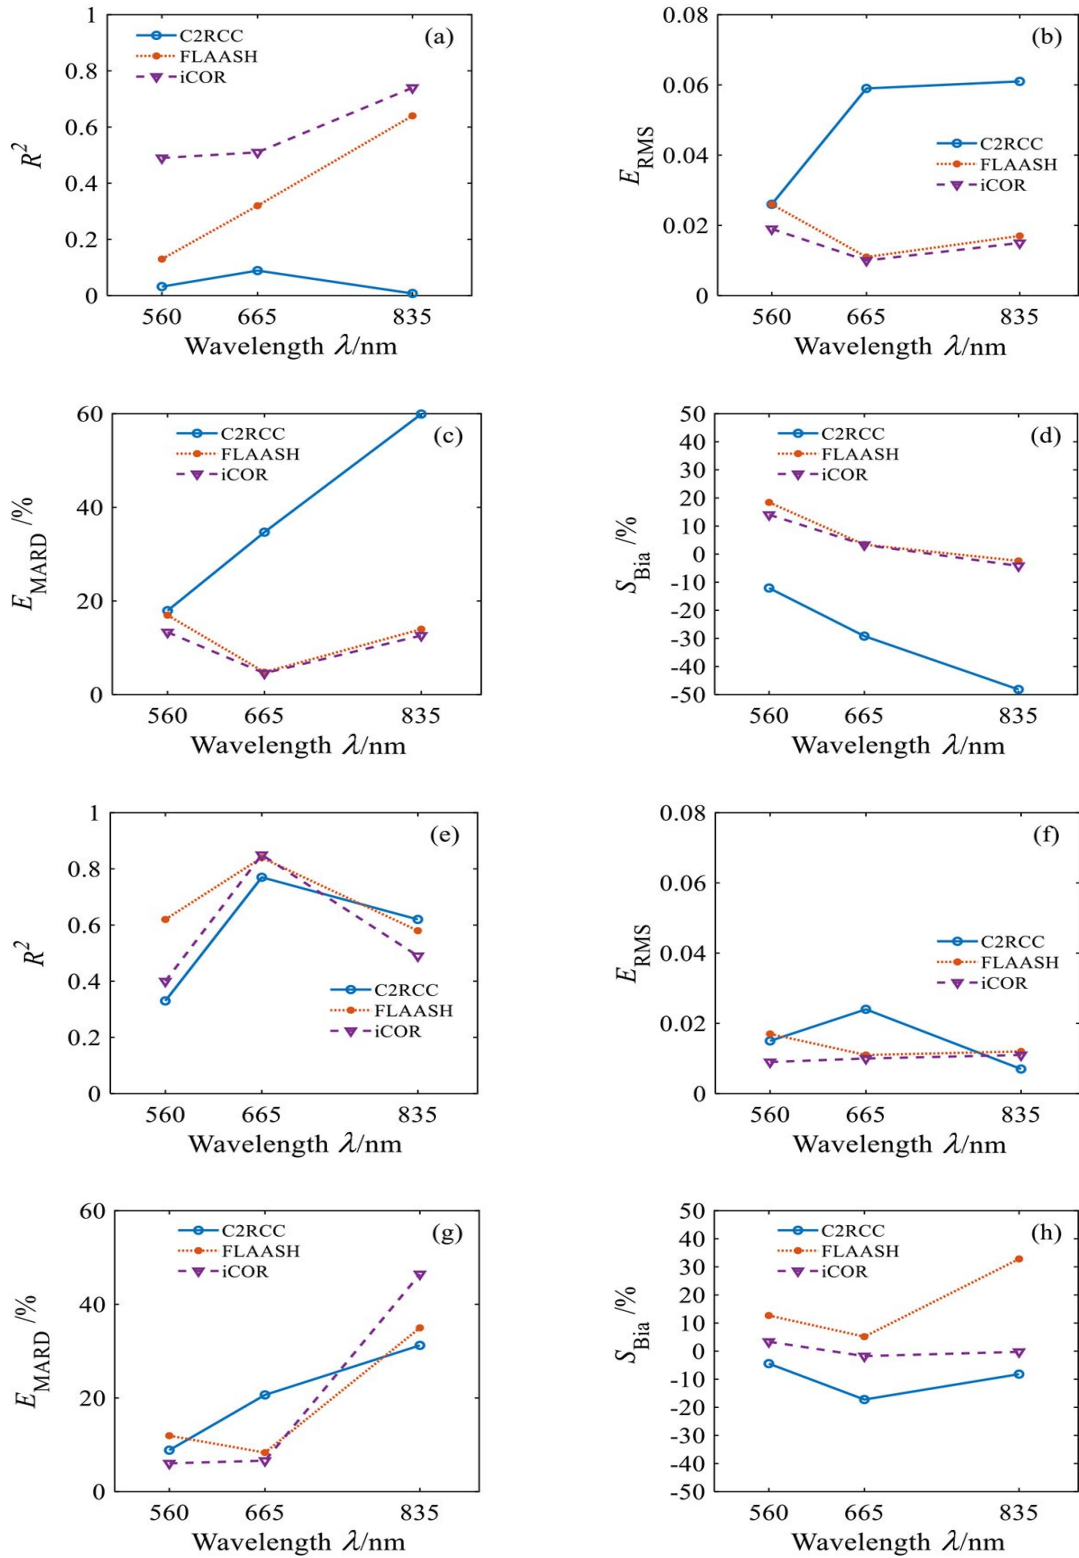 1
0.8
0.6
0.4
0.2
0
R²
C2RCC
FLAASH
iCOR
(a)
560 665 835
Wavelength λ/nm
0.08
0.06
0.04
0.02
0
E_RMS
(b)
C2RCC
FLAASH
iCOR
560 665 835
Wavelength λ/nm
60
40
20
0
E_MARD /%
C2RCC
FLAASH
iCOR
(c)
560 665 835
Wavelength λ/nm
50
40
30
20
10
0
-10
-20
-30
-40
-50
S_Bia /%
C2RCC
FLAASH
iCOR
(d)
560 665 835
Wavelength λ/nm
1
0.8
0.6
0.4
0.2
0
R²
(e)
C2RCC
FLAASH
iCOR
560 665 835
Wavelength λ/nm
0.08
0.06
0.04
0.02
0
E_RMS
(f)
C2RCC
FLAASH
iCOR
560 665 835
Wavelength λ/nm
60
40
20
0
E_MARD /%
C2RCC
FLAASH
iCOR
(g)
560 665 835
Wavelength λ/nm
50
40
30
20
10
0
-10
-20
-30
-40
-50
S_Bia /%
C2RCC
FLAASH
iCOR
(h)
560 665 835
Wavelength λ/nm